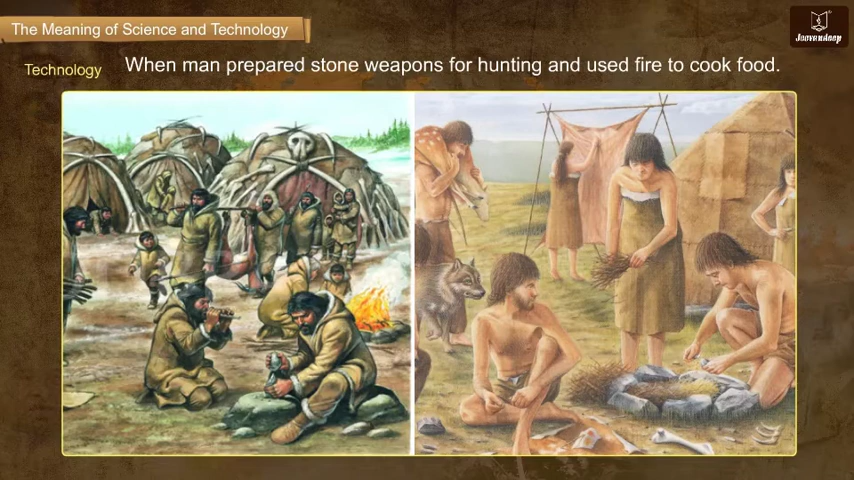 The Meaning of Science and Technology
Jnovandeep
Technology
When man prepared stone weapons for hunting and used fire to cook food.